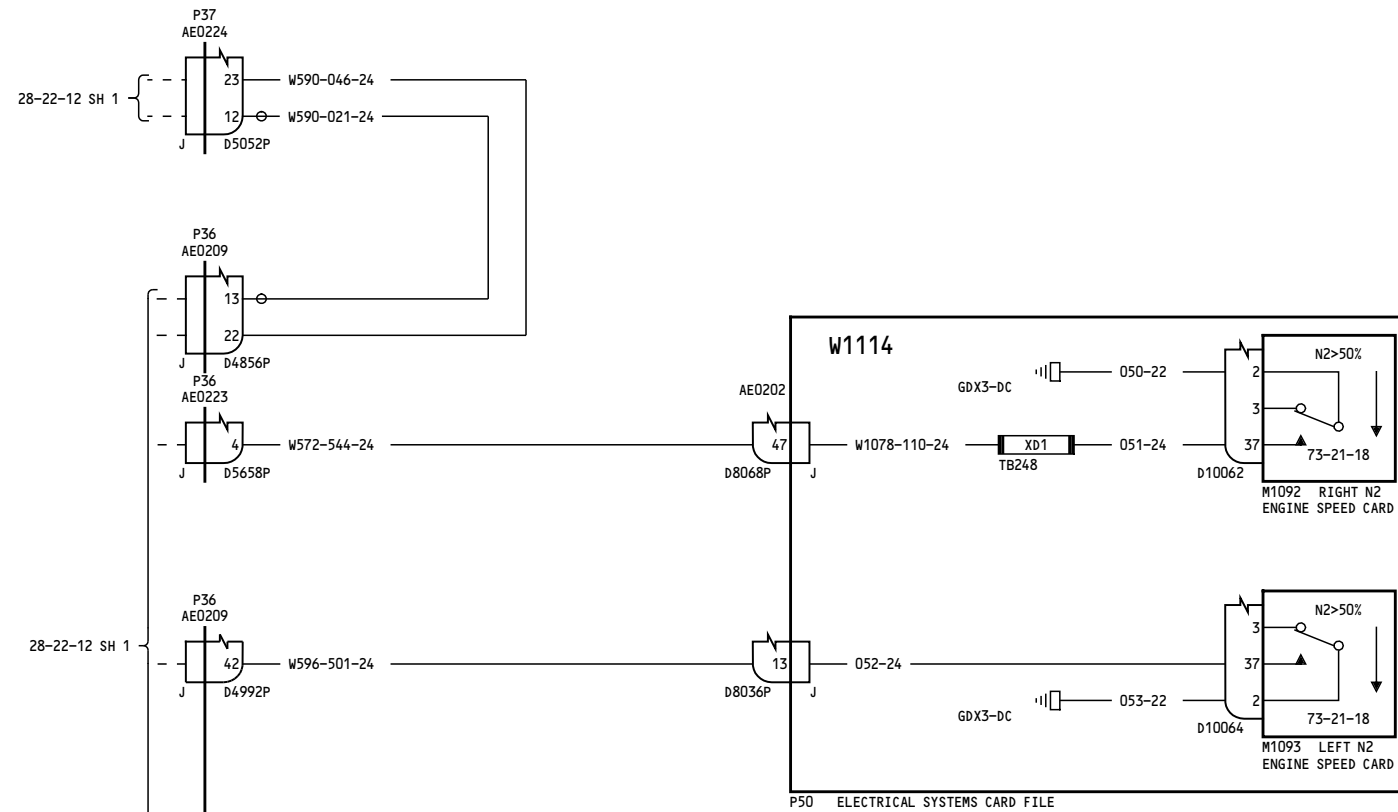 P37
AE0224
28-22-12 SH 1
23
W590-046-24
12
W590-021-24
J
D5052P
P36
AE0209
13
22
J
D4856P
P36
AE0223
4
W572-544-24
J
D5658P
AE0202
47
D8068P
J
W1114
GDX3-DC
050-22
W1078-110-24
XD1
TB248
051-24
2
3
37
D10062
N2>50%
73-21-18
M1092 RIGHT N2
ENGINE SPEED CARD
28-22-12 SH 1
P36
AE0209
42
W596-501-24
J
D4992P
13
D8036P
J
052-24
GDX3-DC
053-22
3
37
2
D10064
N2>50%
73-21-18
M1093 LEFT N2
ENGINE SPEED CARD
P50 ELECTRICAL SYSTEMS CARD FILE